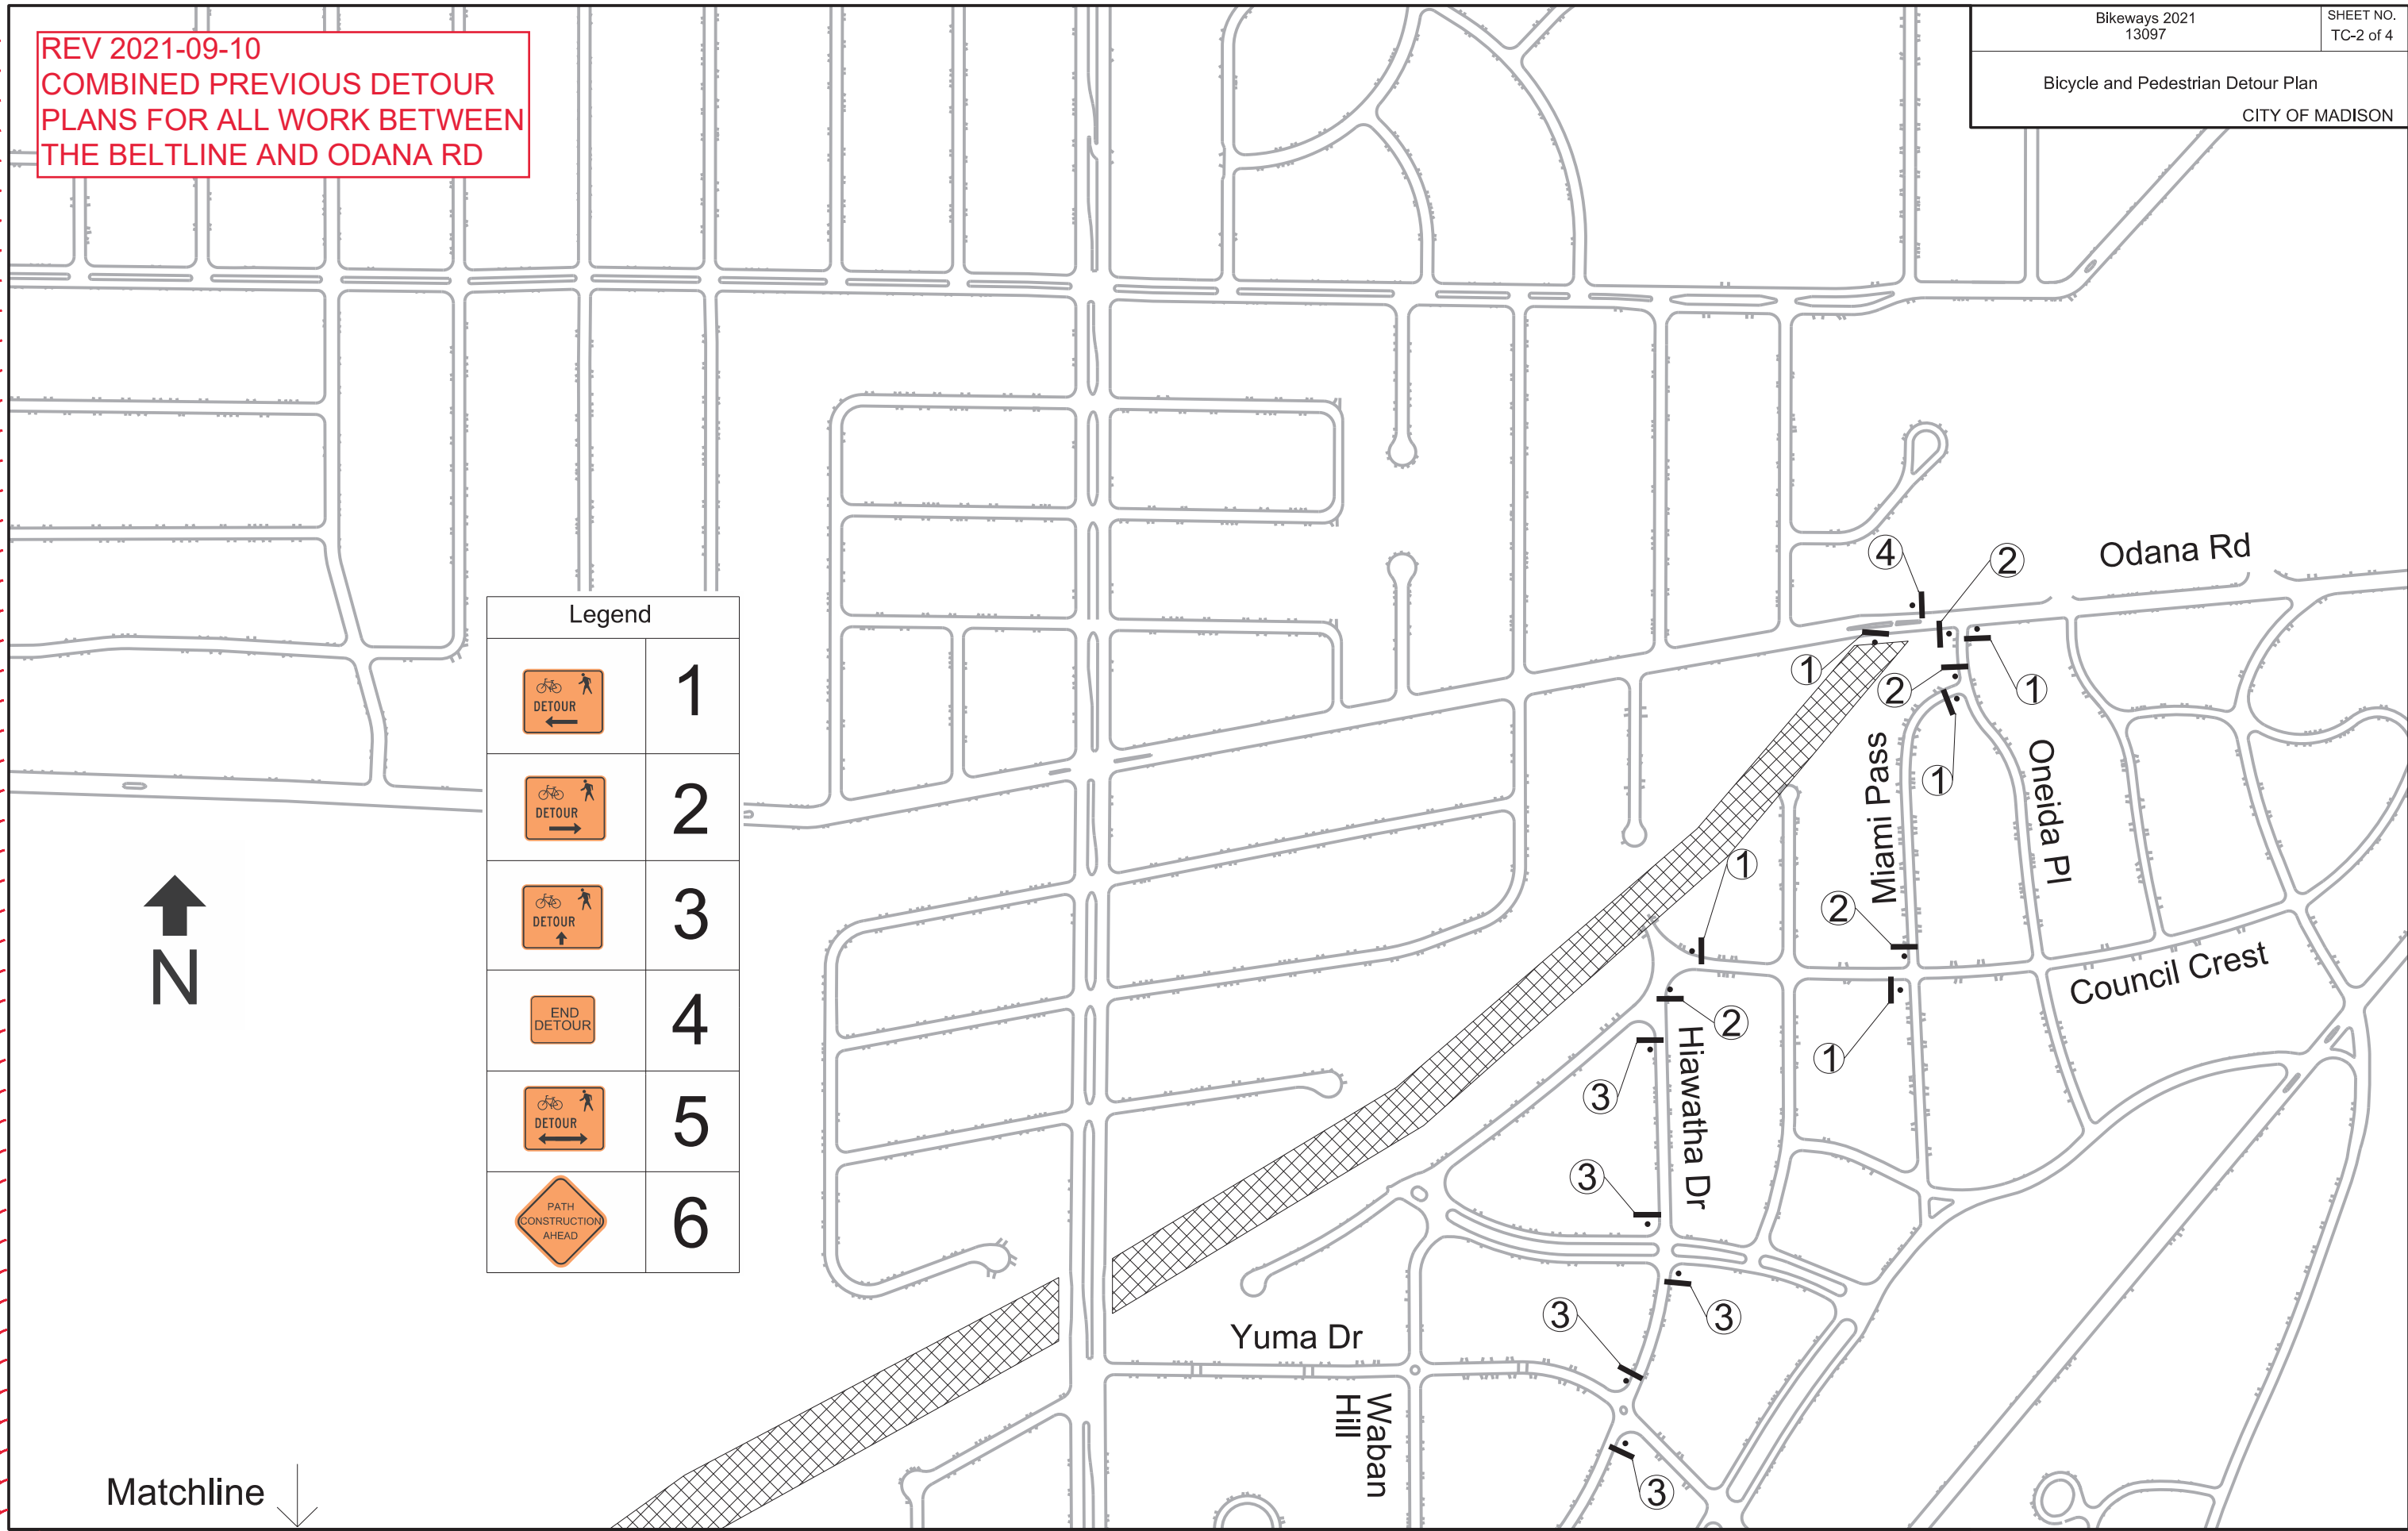 REV 2021-09-10
COMBINED PREVIOUS DETOUR
PLANS FOR ALL WORK BETWEEN
THE BELTLINE AND ODANA RD
Bikeways 2021
13097
SHEET NO.
TC-2 of 4
Bicycle and Pedestrian Detour Plan
CITY OF MADISON
Legend
DETOUR
1
DETOUR
2
DETOUR
3
END
DETOUR
4
DETOUR
5
PATH
CONSTRUCTION
AHEAD
6
N
Matchline
Odana Rd
4
2
1
2
1
1
Miami Pass
Oneida Pl
1
2
Council Crest
2
1
3
Hiawatha Dr
3
3
3
Yuma Dr
Waban
Hill
3